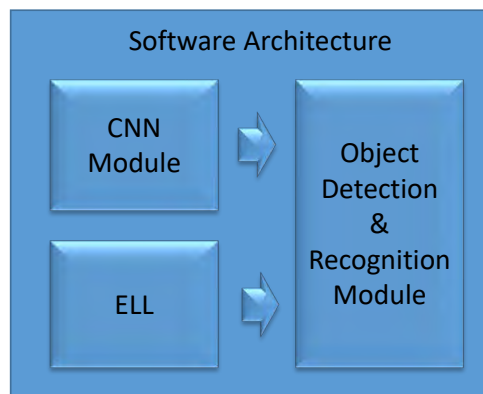 Software Architecture
CNN
Module
ELL
Object
Detection
&
Recognition
Module